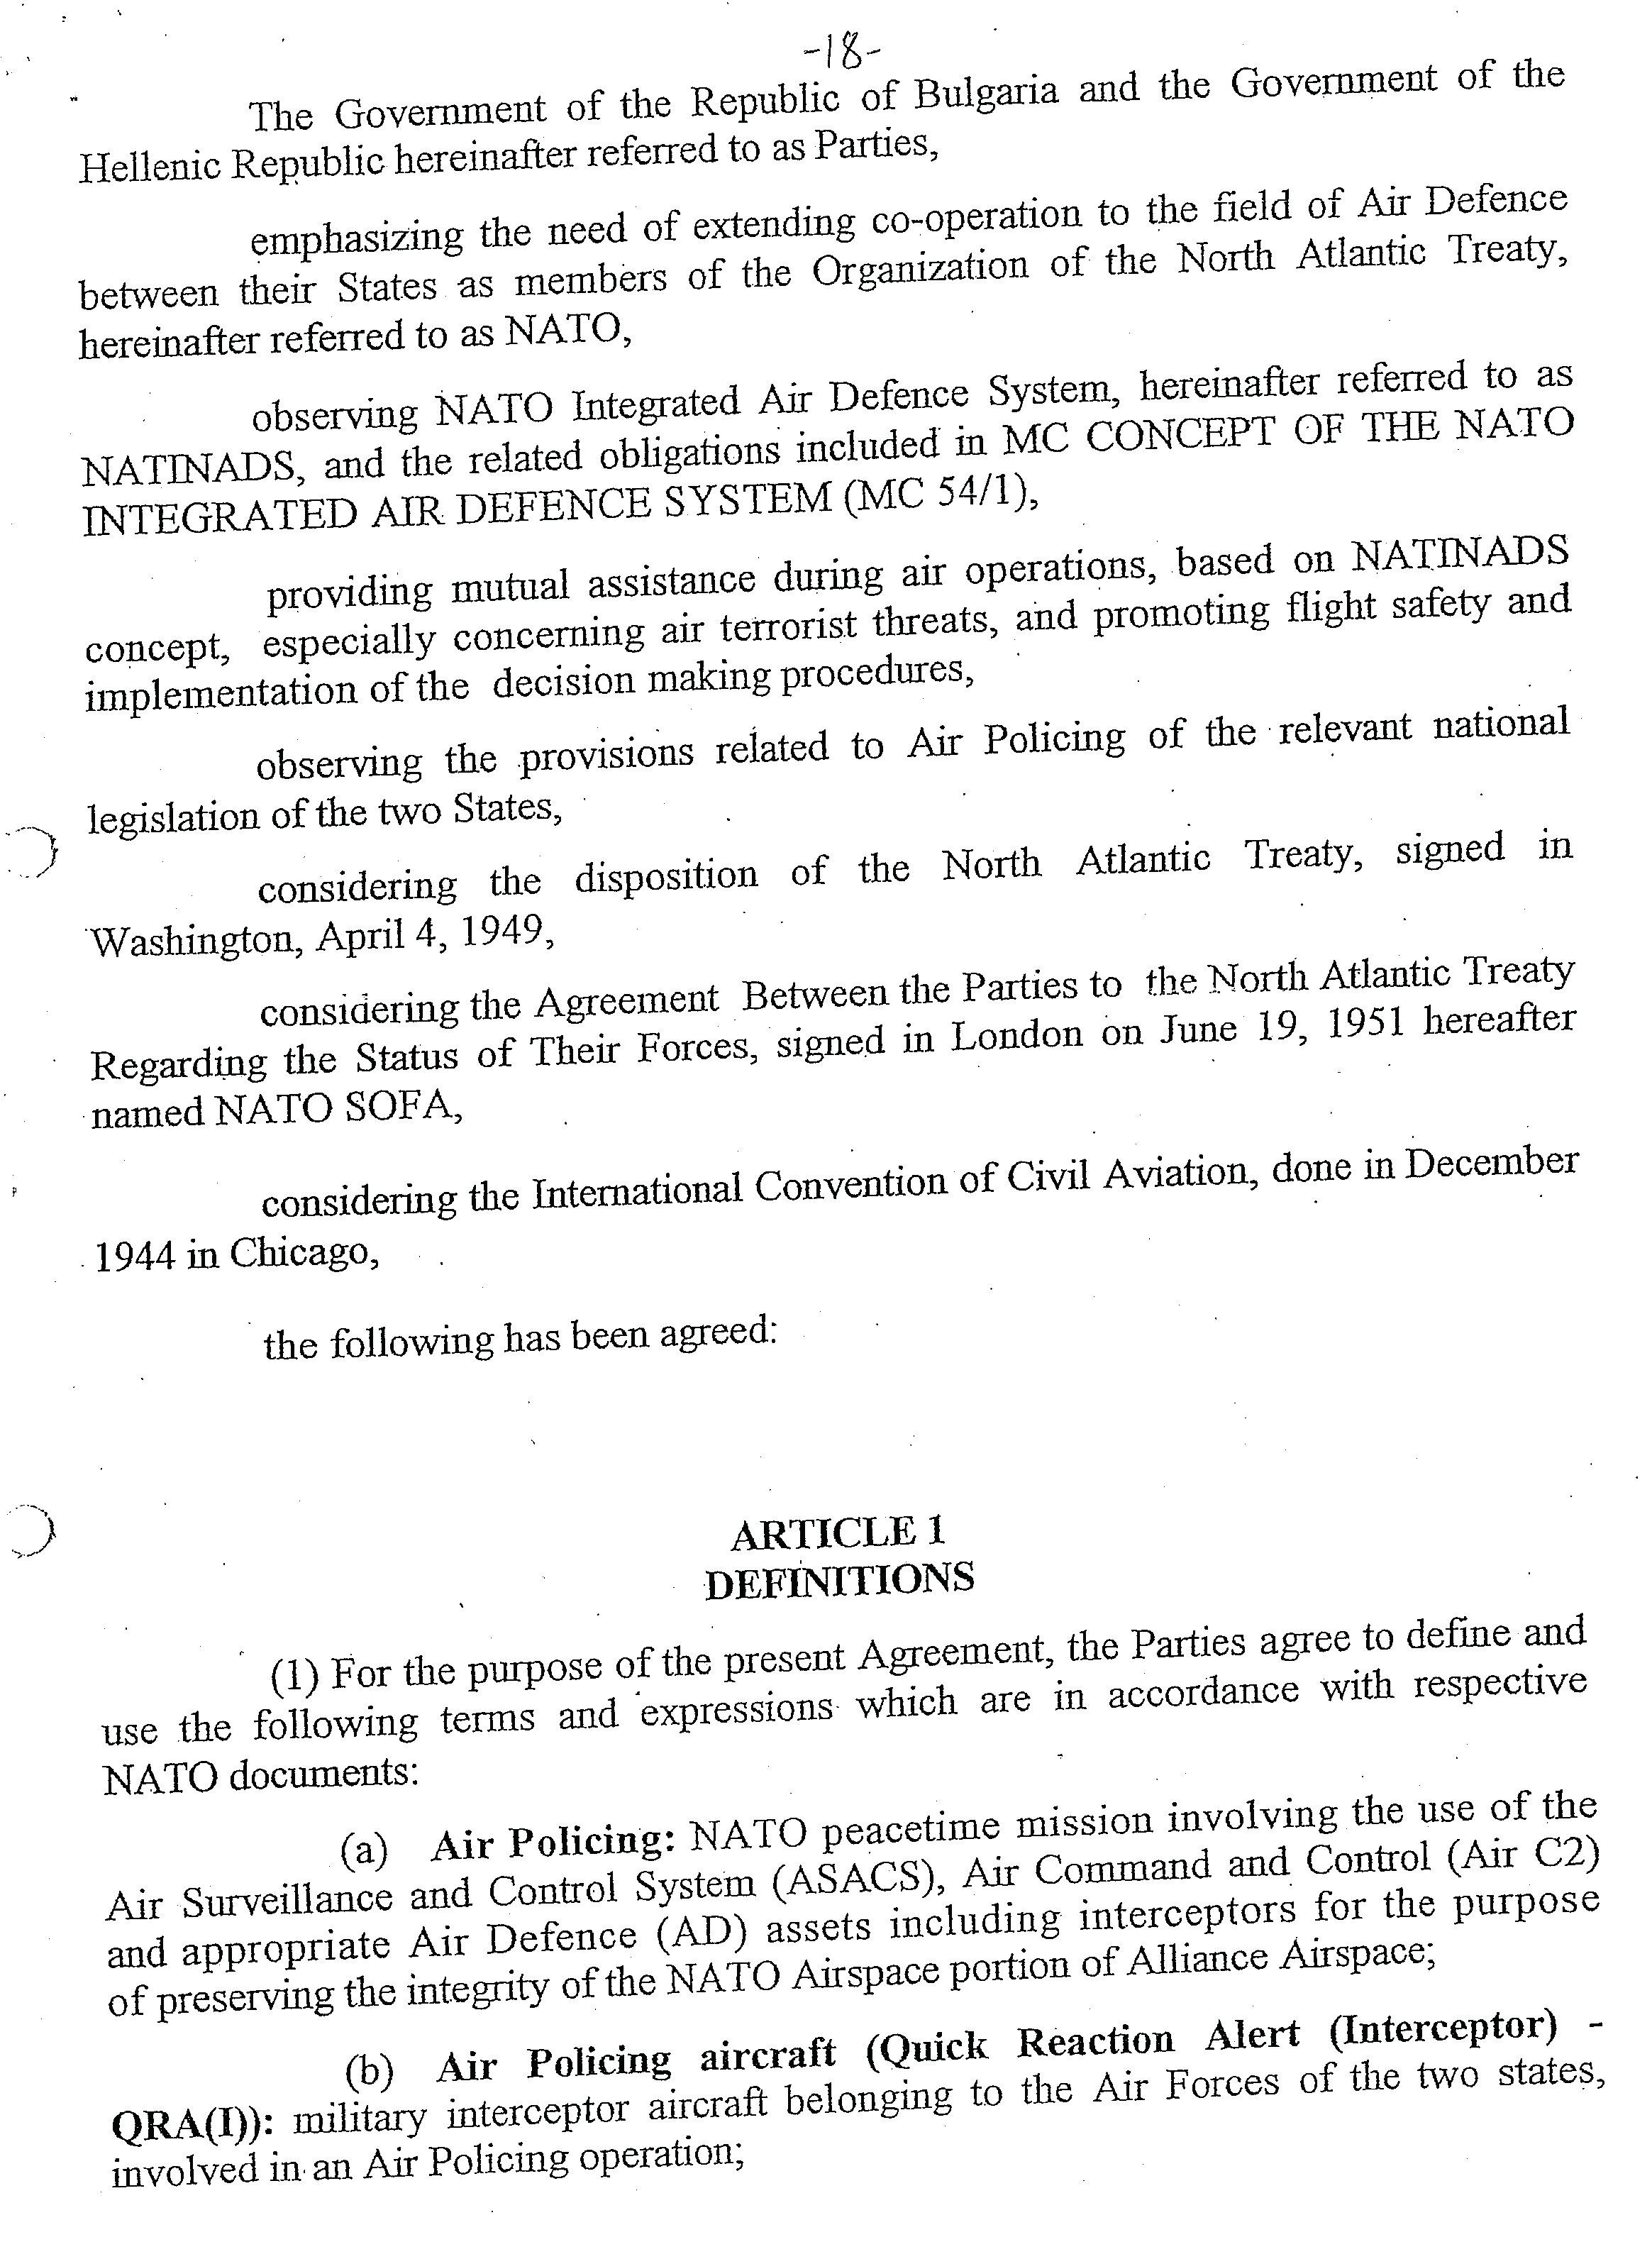 -18-
The Government of the Republic of Bulgaria and the Government of the
Hellenic Republic hereinafter referred to as Parties,
emphasizing the need of extending co-operation to the field of Air Defence
between their States as members of the Organization of the North Atlantic Treaty,
hereinafter referred to as NATO,
observing NATO Integrated Air Defence System, hereinafter referred to as
NATINADS, and the related obligations included in MC CONCEPT OF THE NATO
INTEGRATED AIR DEFENCE SYSTEM (MC 54/1),
providing mutual assistance during air operations, based on NATINADS
concept, especially concerning air terrorist threats, and promoting flight safety and
implementation of the decision making procedures,
observing the provisions related to Air Policing of the relevant national
legislation of the two States,
considering the disposition of the North Atlantic Treaty, signed in
Washington, April 4, 1949,
considering the Agreement Between the Parties to the North Atlantic Treaty
Regarding the Status of Their Forces, signed in London on June 19, 1951 hereafter
named NATO SOFA,
considering the International Convention of Civil Aviation, done in December
1944 in Chicago,
the following has been agreed:
ARTICLE 1
DEFINITIONS
(1) For the purpose of the present Agreement, the Parties agree to define and
use the following terms and expressions which are in accordance with respective
NATO documents:
(a) Air Policing: NATO peacetime mission involving the use of the
Air Surveillance and Control System (ASACS), Air Command and Control (Air C2)
and appropriate Air Defence (AD) assets including interceptors for the purpose
of preserving the integrity of the NATO Airspace portion of Alliance Airspace;
(b) Air Policing aircraft (Quick Reaction Alert (Interceptor) -
QRA(I)): military interceptor aircraft belonging to the Air Forces of the two states,
involved in an Air Policing operation;